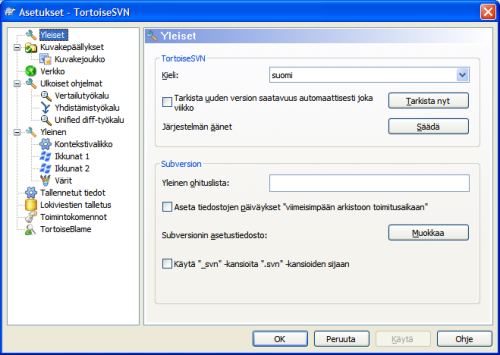 Asetukset - TortoiseSVN
Yleiset
Kuvakepäällykset
Kuvakejoukko
Verkko
Ulkoiset ohjelmat
Vertailutyökalu
Yhdistämistyökalu
Unified diff-työkalu
Yleinen
Kontekstivalikko
Ikkunat 1
Ikkunat 2
Värit
Tallennetut tiedot
Lokiviestien talletus
Toimintokomennot
TortoiseBlame
Yleiset
TortoiseSVN
Kieli:
suomi
Tarkista uuden version saatavuus automaattisesti joka
viikko
Tarkista nyt
Järjestelmän äänet
Säädä
Subversion
Yleinen ohituslista:
Aseta tiedostojen päiväykset "viimeisimpään arkistoon toimitusaikaan"
Subversionin asetustiedosto:
Muokkaa
Käytä "_svn" -kansioita ".svn" -kansioiden sijaan
OK
Peruuta
Käytä
Ohje